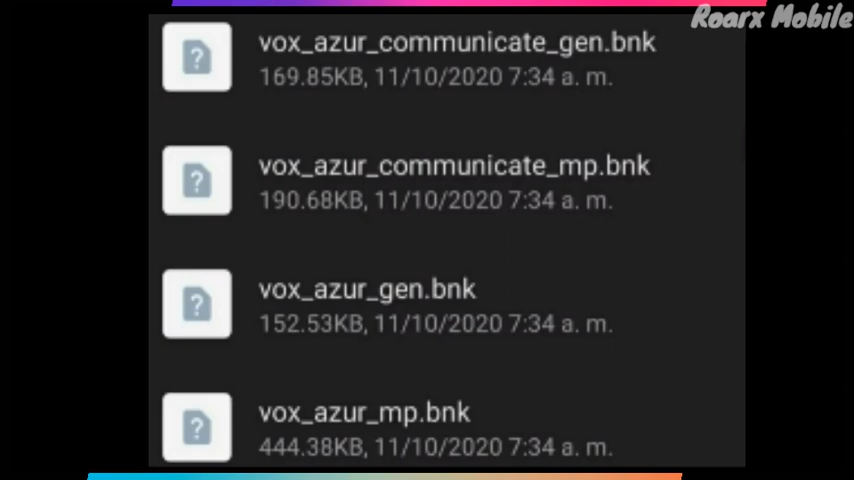 Roarx Mobile
vox_azur_communicate_gen.bnk
169.85KB, 11/10/2020 7:34 a. m.
vox_azur_communicate_mp.bnk
190.68KB, 11/10/2020 7:34 a. m.
vox_azur_gen.bnk
152.53KB, 11/10/2020 7:34 a. m.
vox_azur_mp.bnk
444.38KB, 11/10/2020 7:34 a. m.